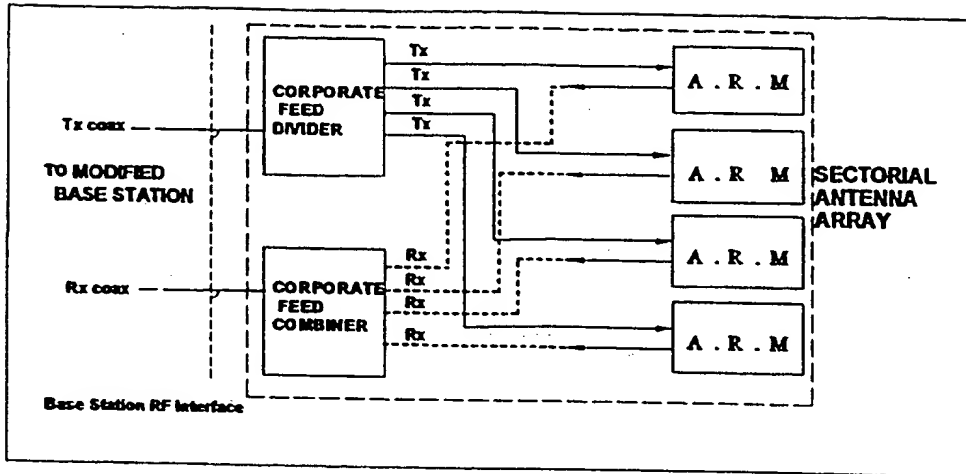 Tx
CORPORATE
FEED
DIVIDER
Tx
Tx
Tx
A . R . M
Tx coax
TO MODIFIED
BASE STATION
A . R M
SECTORIAL
ANTENNA
ARRAY
A . R . M
Rx coax
CORPORATE
FEED
COMBINER
Rx
Rx
Rx
Rx
A . R . M
Base Station RF Interface